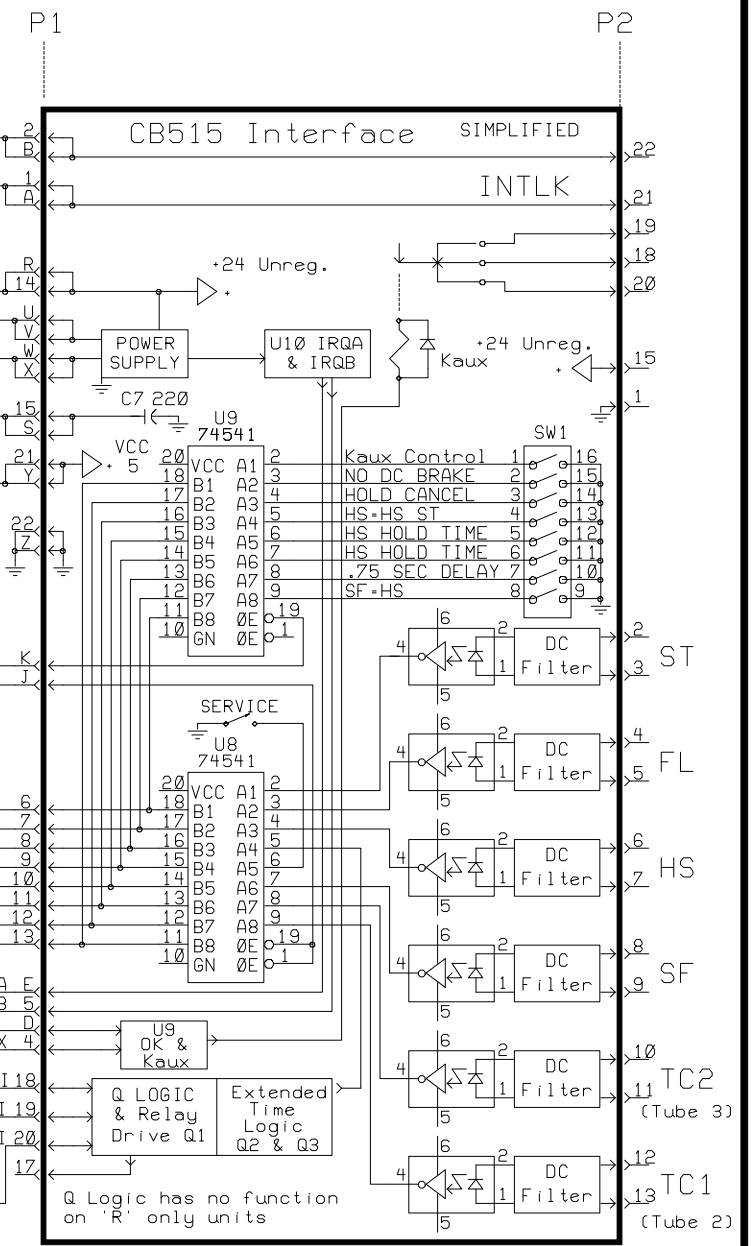 P1 P2
CB515 Interface SIMPLIFIED
2
B 22
INTLK
1
A 21
19
18
20
R
14 +24 Unreg.
+
U
V
W
X
POWER
SUPPLY
U10 IRQA
& IRQB
Kaux
+24 Unreg.
+
15
1
15
S
C7 220
21
Y
VCC
+ 5
22
Z
U9
74541
20 VCC A1 2 Kaux Control 1 16
18 B1 A2 3 NO DC BRAKE 2 15
17 B2 A3 4 HOLD CANCEL 3 14
16 B3 A4 5 HS=HS ST 4 13
15 B4 A5 6 HS HOLD TIME 5 12
14 B5 A6 7 HS HOLD TIME 6 11
13 B6 A7 8 .75 SEC DELAY 7 10
12 B7 A8 9 SF=HS 8 9
11 B8 ØE 19
10 GN ØE 1
SW1
K
J
6
4 2
1
5
DC
Filter
2
3
ST
SERVICE
U8
74541
20 VCC A1 2
18 B1 A2 3
17 B2 A3 4
16 B3 A4 5
15 B4 A5 6
14 B5 A6 7
13 B6 A7 8
12 B7 A8 9
11 B8 ØE 19
10 GN ØE 1
6
7
8
9
10
11
12
13
6
4 2
1
5
DC
Filter
4
5
FL
6
4 2
1
5
DC
Filter
6
7
HS
6
4 2
1
5
DC
Filter
8
9
SF
6
4 2
1
5
DC
Filter
10
11
TC2
(Tube 3)
6
4 2
1
5
DC
Filter
12
13
TC1
(Tube 2)
A E
B 5
D
X 4
U9
OK &
Kaux
I 18
I 19
I 20
17
Q LOGIC
& Relay
Drive Q1
Extended
Time
Logic
Q2 & Q3
Q Logic has no function
on 'R' only units